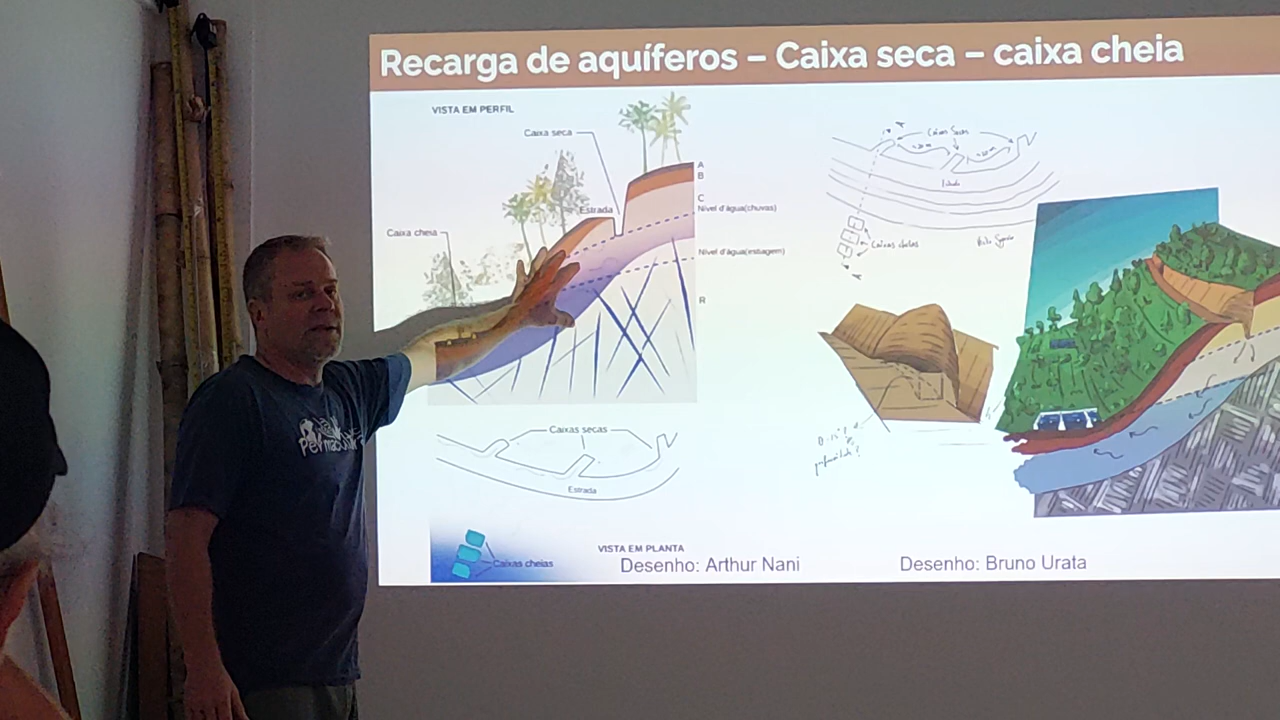 Recarga de aquíferos – Caixa seca – caixa cheia
VISTA EM PERFIL
Caixa seca
Estrada
Caixa cheia
A
B
C
Nível d'água(chuvas)
Nível d'água(estiagem)
R
Caixas secas
Estrada
Caixas cheias
VISTA EM PLANTA
Desenho: Arthur Nani
Caixas Secas
Caixas cheias
Desenho: Bruno Urata